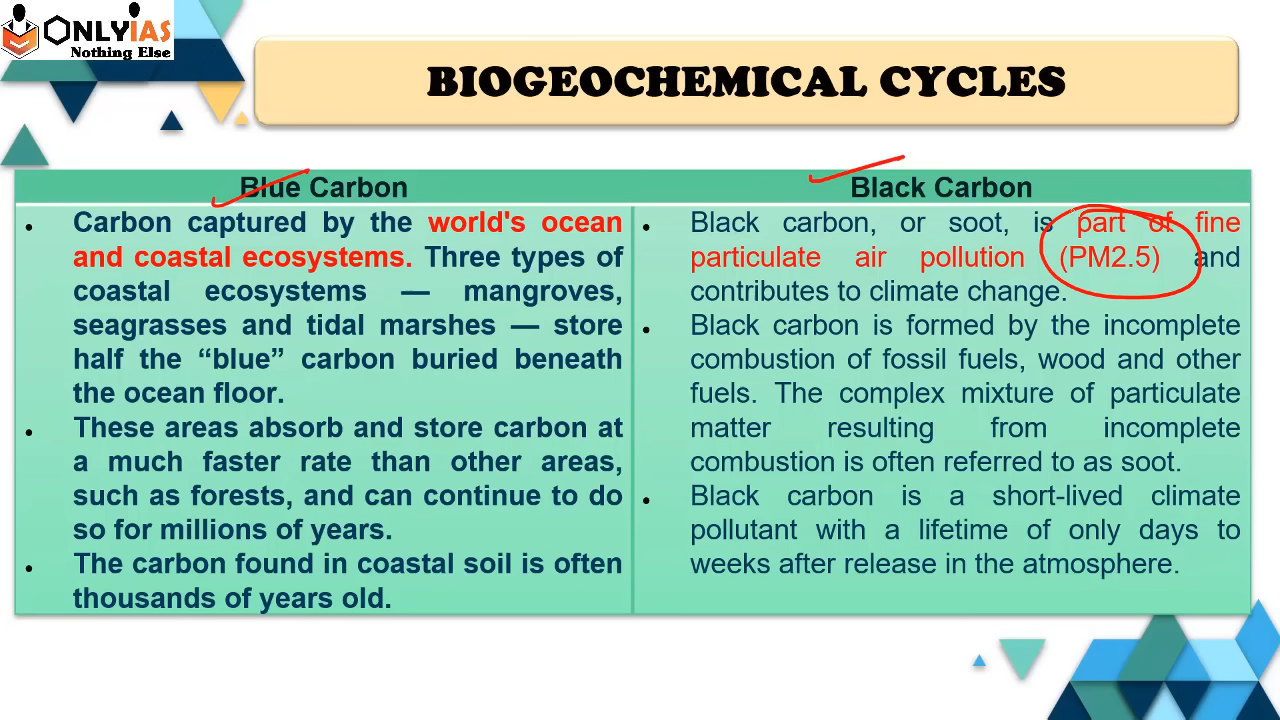 ONLYIAS
Nothing Else
BIOGEOCHEMICAL CYCLES
Blue Carbon
• Carbon captured by the world's ocean
and coastal ecosystems. Three types of
coastal ecosystems — mangroves,
seagrasses and tidal marshes — store
half the “blue” carbon buried beneath
the ocean floor.
• These areas absorb and store carbon at
a much faster rate than other areas,
such as forests, and can continue to do
so for millions of years.
• The carbon found in coastal soil is often
thousands of years old.
Black Carbon
• Black carbon, or soot, is part of fine
particulate air pollution (PM2.5) and
contributes to climate change.
• Black carbon is formed by the incomplete
combustion of fossil fuels, wood and other
fuels. The complex mixture of particulate
matter resulting from incomplete
combustion is often referred to as soot.
• Black carbon is a short-lived climate
pollutant with a lifetime of only days to
weeks after release in the atmosphere.